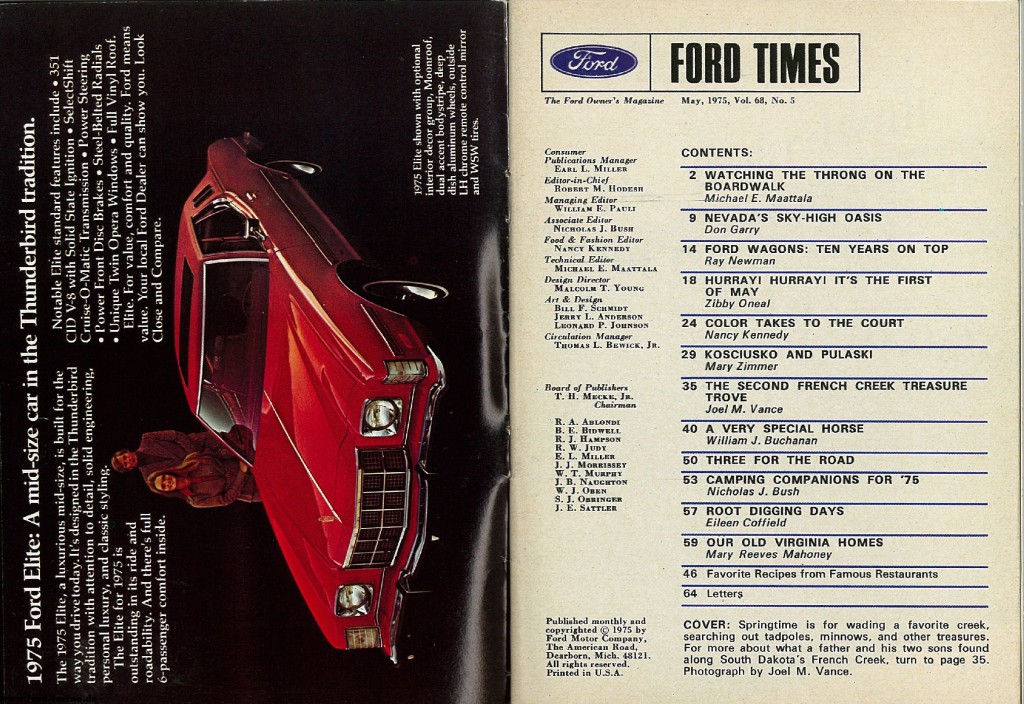 1975 Ford Elite: A mid-size car in the Thunderbird tradition.
The 1975 Elite, a luxurious mid-size, is built for the
way you drive today. It's designed in the Thunderbird
tradition with attention to detail, solid engineering,
personal luxury, and classic styling.
The Elite for 1975 is
outstanding in its ride and
roadability. And there's full
6-passenger comfort inside.
Notable Elite standard features include • 351
CID V-8 with Solid State Ignition • SelectShift
Cruise-O-Matic Transmission • Power Steering
• Power Front Disc Brakes • Steel-Belted Radials
• Unique Twin Opera Windows • Full Vinyl Roof.
Elite. For value, comfort and quality. Ford means
value. Your local Ford Dealer can show you. Look
Close and Compare.
1975 Elite shown with optional
interior decor group, Moonroof,
dual accent bodystripe, deep
dish aluminum wheels, outside
LH chrome remote control mirror
and WSW tires.
Ford
FORD TIMES
The Ford Owner's Magazine May, 1975, Vol. 68, No. 5
Consumer
Publications Manager
EARL L. MILLER
Editor-in-Chief
ROBERT M. HODESH
Managing Editor
WILLIAM E. PAULI
Associate Editor
NICHOLAS J. BUSH
Food & Fashion Editor
NANCY KENNEDY
Technical Editor
MICHAEL E. MAATTALA
Design Director
MALCOLM T. YOUNG
Art & Design
BILL F. SCHMIDT
JERRY L. ANDERSON
LEONARD P. JOHNSON
Circulation Manager
THOMAS L. BEWICK, JR.
Board of Publishers
T. H. MECKE, JR.
Chairman
R. A. ABLONDI
B. E. BIDWELL
R. J. HAMPSON
R. W. JUDY
E. L. MILLER
J. J. MORRISSEY
W. T. MURPHY
J. B. NAUGHTON
W. J. OBEN
S. J. OBRINGER
J. E. SATTLER
Published monthly and
copyrighted © 1975 by
Ford Motor Company,
The American Road,
Dearborn, Mich. 48121.
All rights reserved.
Printed in U.S.A.
CONTENTS:
2 WATCHING THE THRONG ON THE
BOARDWALK
Michael E. Maattala
9 NEVADA'S SKY-HIGH OASIS
Don Garry
14 FORD WAGONS: TEN YEARS ON TOP
Ray Newman
18 HURRAY! HURRAY! IT'S THE FIRST
OF MAY
Zibby Oneal
24 COLOR TAKES TO THE COURT
Nancy Kennedy
29 KOSCIUSKO AND PULASKI
Mary Zimmer
35 THE SECOND FRENCH CREEK TREASURE
TROVE
Joel M. Vance
40 A VERY SPECIAL HORSE
William J. Buchanan
50 THREE FOR THE ROAD
53 CAMPING COMPANIONS FOR '75
Nicholas J. Bush
57 ROOT DIGGING DAYS
Eileen Coffield
59 OUR OLD VIRGINIA HOMES
Mary Reeves Mahoney
46 Favorite Recipes from Famous Restaurants
64 Letters
COVER: Springtime is for wading a favorite creek,
searching out tadpoles, minnows, and other treasures.
For more about what a father and his two sons found
along South Dakota's French Creek, turn to page 35.
Photograph by Joel M. Vance.